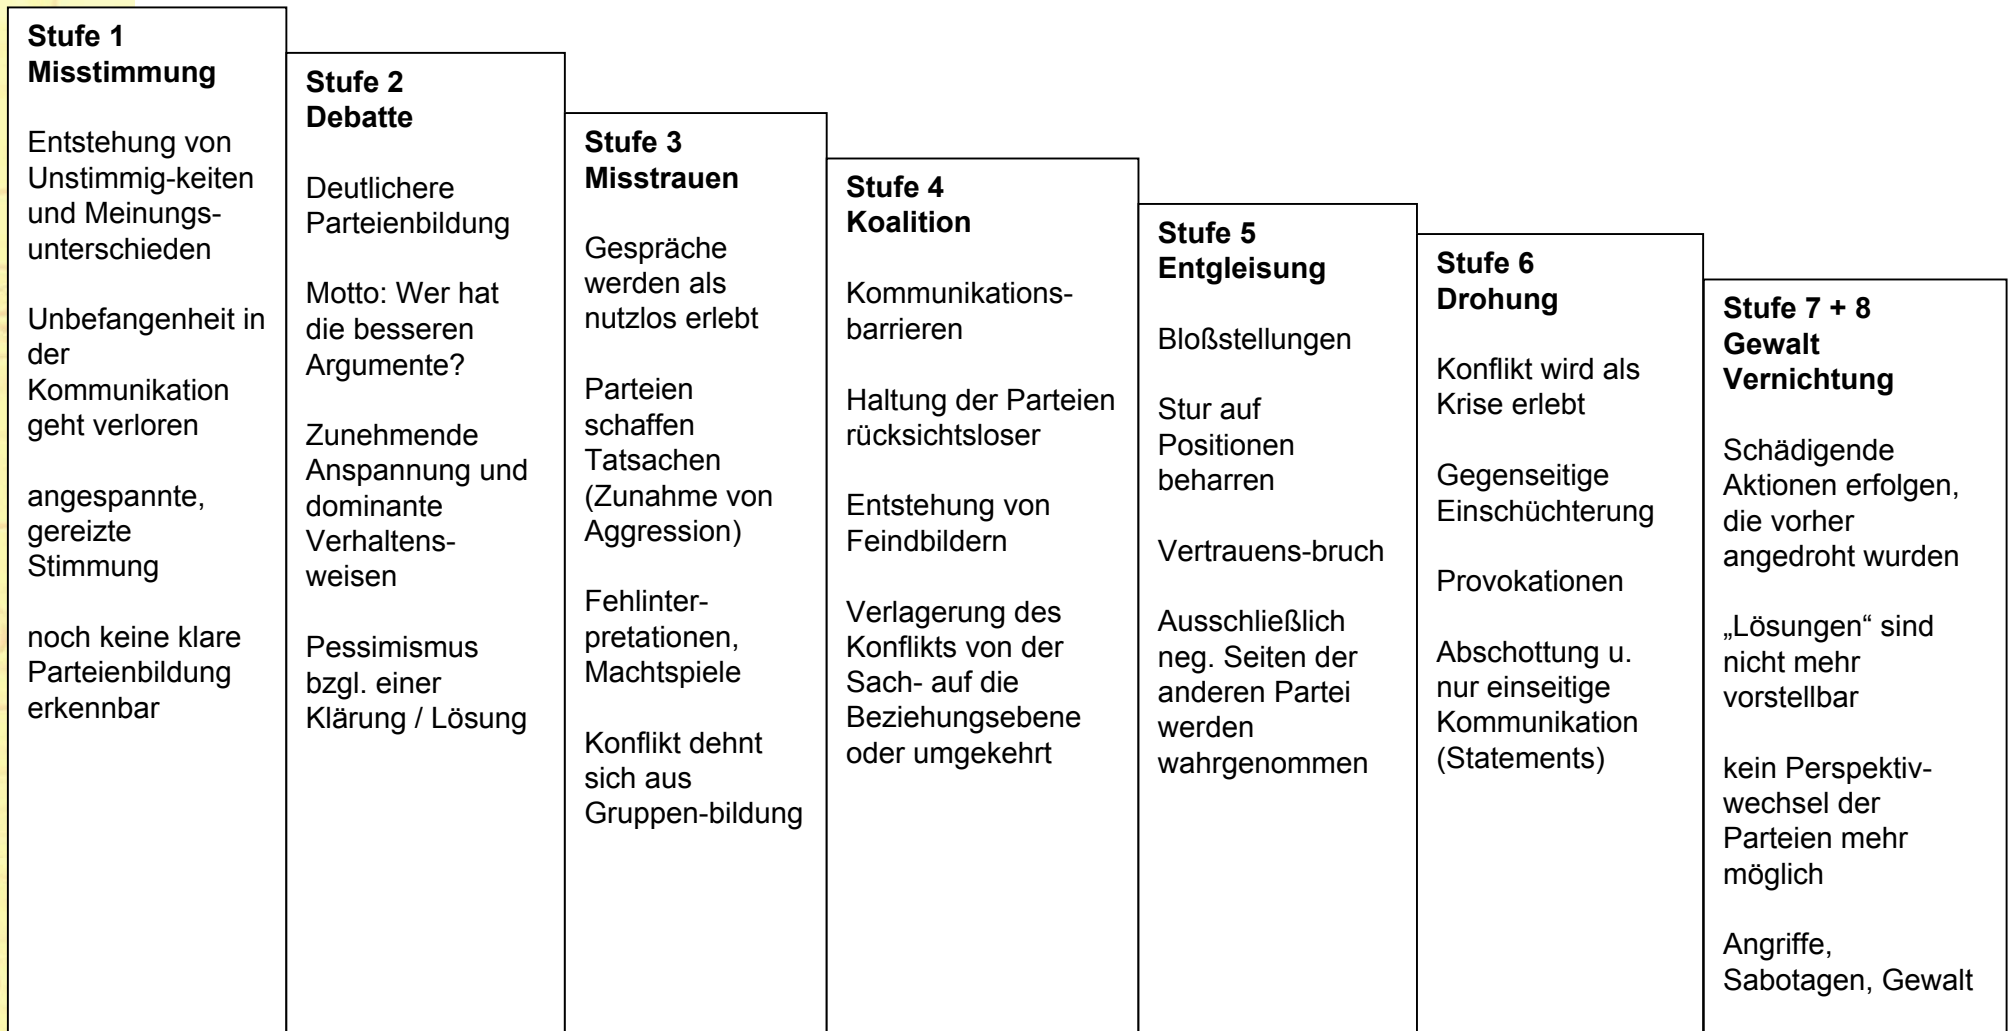 Stufe 1
Misstimmung
Entstehung von
Unstimmig-keiten
und Meinungs-
unterschieden
Unbefangenheit in
der
Kommunikation
geht verloren
angespannte,
gereizte
Stimmung
noch keine klare
Parteienbildung
erkennbar
Stufe 2
Debatte
Deutlichere
Parteienbildung
Motto: Wer hat
die besseren
Argumente?
Zunehmende
Anspannung und
dominante
Verhaltens-
weisen
Pessimismus
bzgl. einer
Klärung / Lösung
Stufe 3
Misstrauen
Gespräche
werden als
nutzlos erlebt
Parteien
schaffen
Tatsachen
(Zunahme von
Aggression)
Fehlinter-
pretationen,
Machtspiele
Konflikt dehnt
sich aus
Gruppen-bildung
Stufe 4
Koalition
Kommunikations-
barrieren
Haltung der Parteien
rücksichtsloser
Entstehung von
Feindbildern
Verlagerung des
Konflikts von der
Sach- auf die
Beziehungsebene
oder umgekehrt
Stufe 5
Entgleisung
Bloßstellungen
Stur auf
Positionen
beharren
Vertrauens-bruch
Ausschließlich
neg. Seiten der
anderen Partei
werden
wahrgenommen
Stufe 6
Drohung
Konflikt wird als
Krise erlebt
Gegenseitige
Einschüchterung
Provokationen
Abschottung u.
nur einseitige
Kommunikation
(Statements)
Stufe 7 + 8
Gewalt
Vernichtung
Schädigende
Aktionen erfolgen,
die vorher
angedroht wurden
„Lösungen“ sind
nicht mehr
vorstellbar
kein Perspektiv-
wechsel der
Parteien mehr
möglich
Angriffe,
Sabotagen, Gewalt